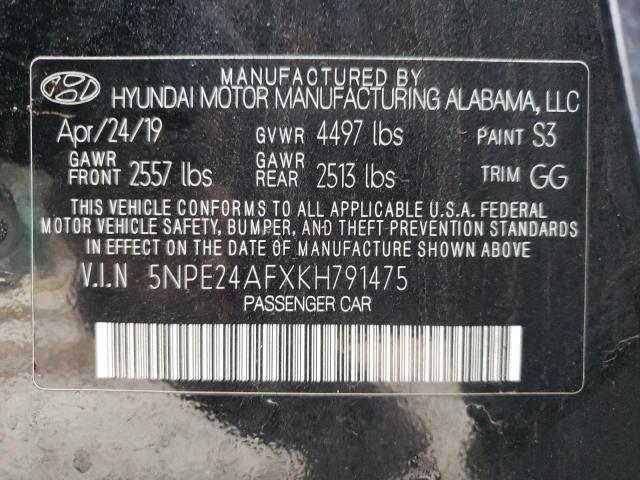 MANUFACTURED BY
HYUNDAI MOTOR MANUFACTURING ALABAMA, LLC
Apr/24/19 GVWR 4497 lbs PAINT S3
GAWR FRONT 2557 lbs GAWR REAR 2513 lbs TRIM GG
THIS VEHICLE CONFORMS TO ALL APPLICABLE U.S.A. FEDERAL
MOTOR VEHICLE SAFETY, BUMPER, AND THEFT PREVENTION STANDARDS
IN EFFECT ON THE DATE OF MANUFACTURE SHOWN ABOVE.
V.I.N 5NPE24AFXKH791475
PASSENGER CAR